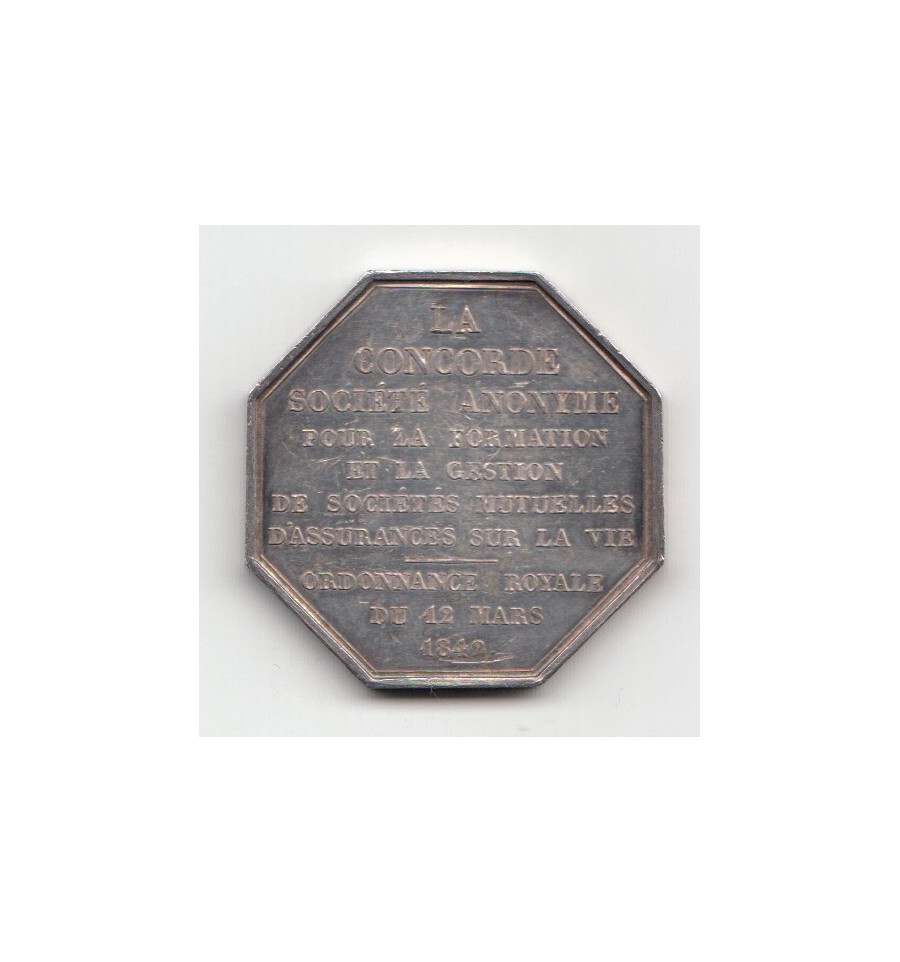 LA
CONCORDE
SOCIÉTÉ ANONYME
POUR LA FORMATION
ET LA GESTION
DE SOCIÉTÉS MUTUELLES
D'ASSURANCES SUR LA VIE
ORDONNANCE ROYALE
DU 12 MARS
1842.